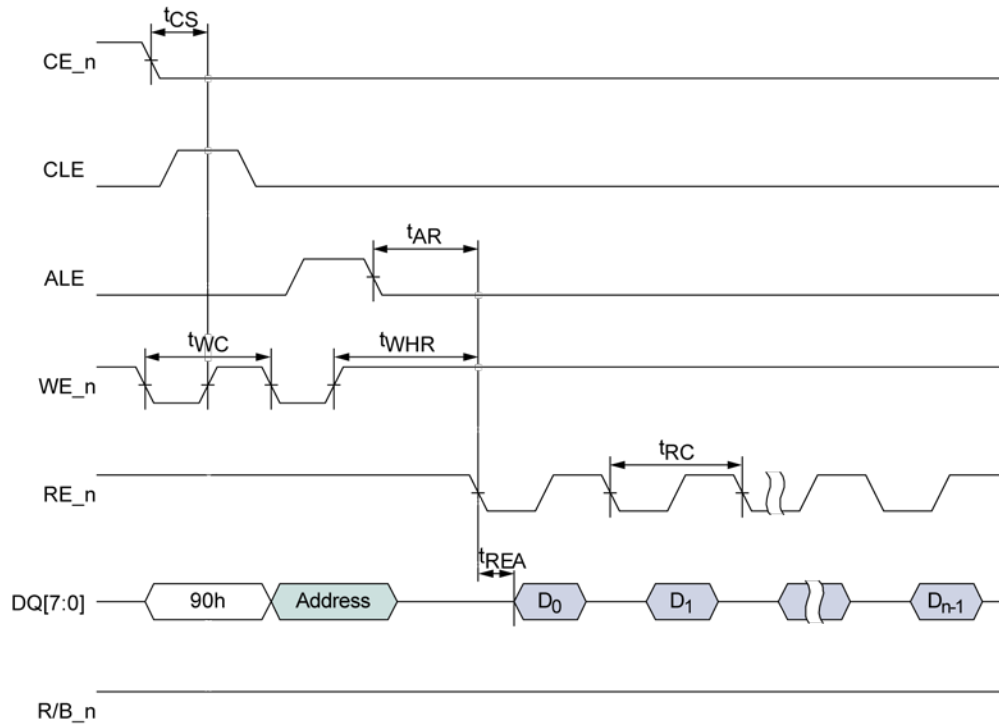 tCS
CE_n
CLE
tAR
ALE
tWC tWHR
WE_n
tRC
RE_n
tREA
DQ[7:0] 90h Address D0 D1 Dn-1
R/B_n